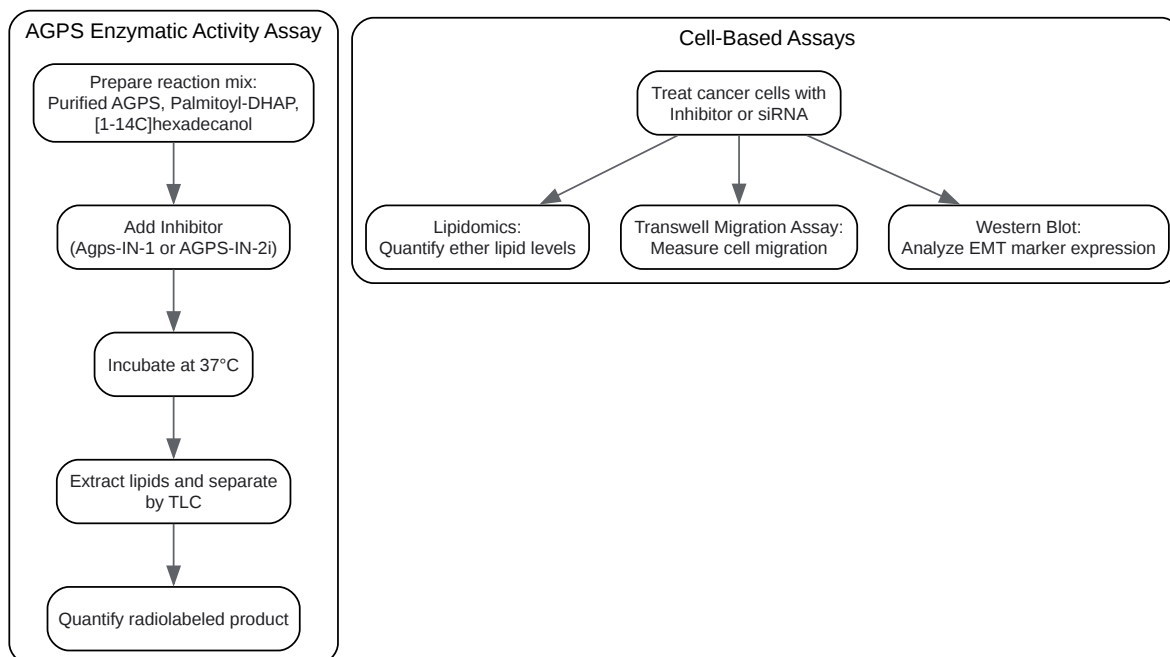 AGPS Enzymatic Activity Assay
Prepare reaction mix:
Purified AGPS, Palmitoyl-DHAP,
[1-14C]hexadecanol
Add Inhibitor
(Agps-IN-1 or AGPS-IN-2i)
Incubate at 37°C
Extract lipids and separate
by TLC
Quantify radiolabeled product
Cell-Based Assays
Treat cancer cells with
Inhibitor or siRNA
Lipidomics:
Quantify ether lipid levels
Transwell Migration Assay:
Measure cell migration
Western Blot:
Analyze EMT marker expression